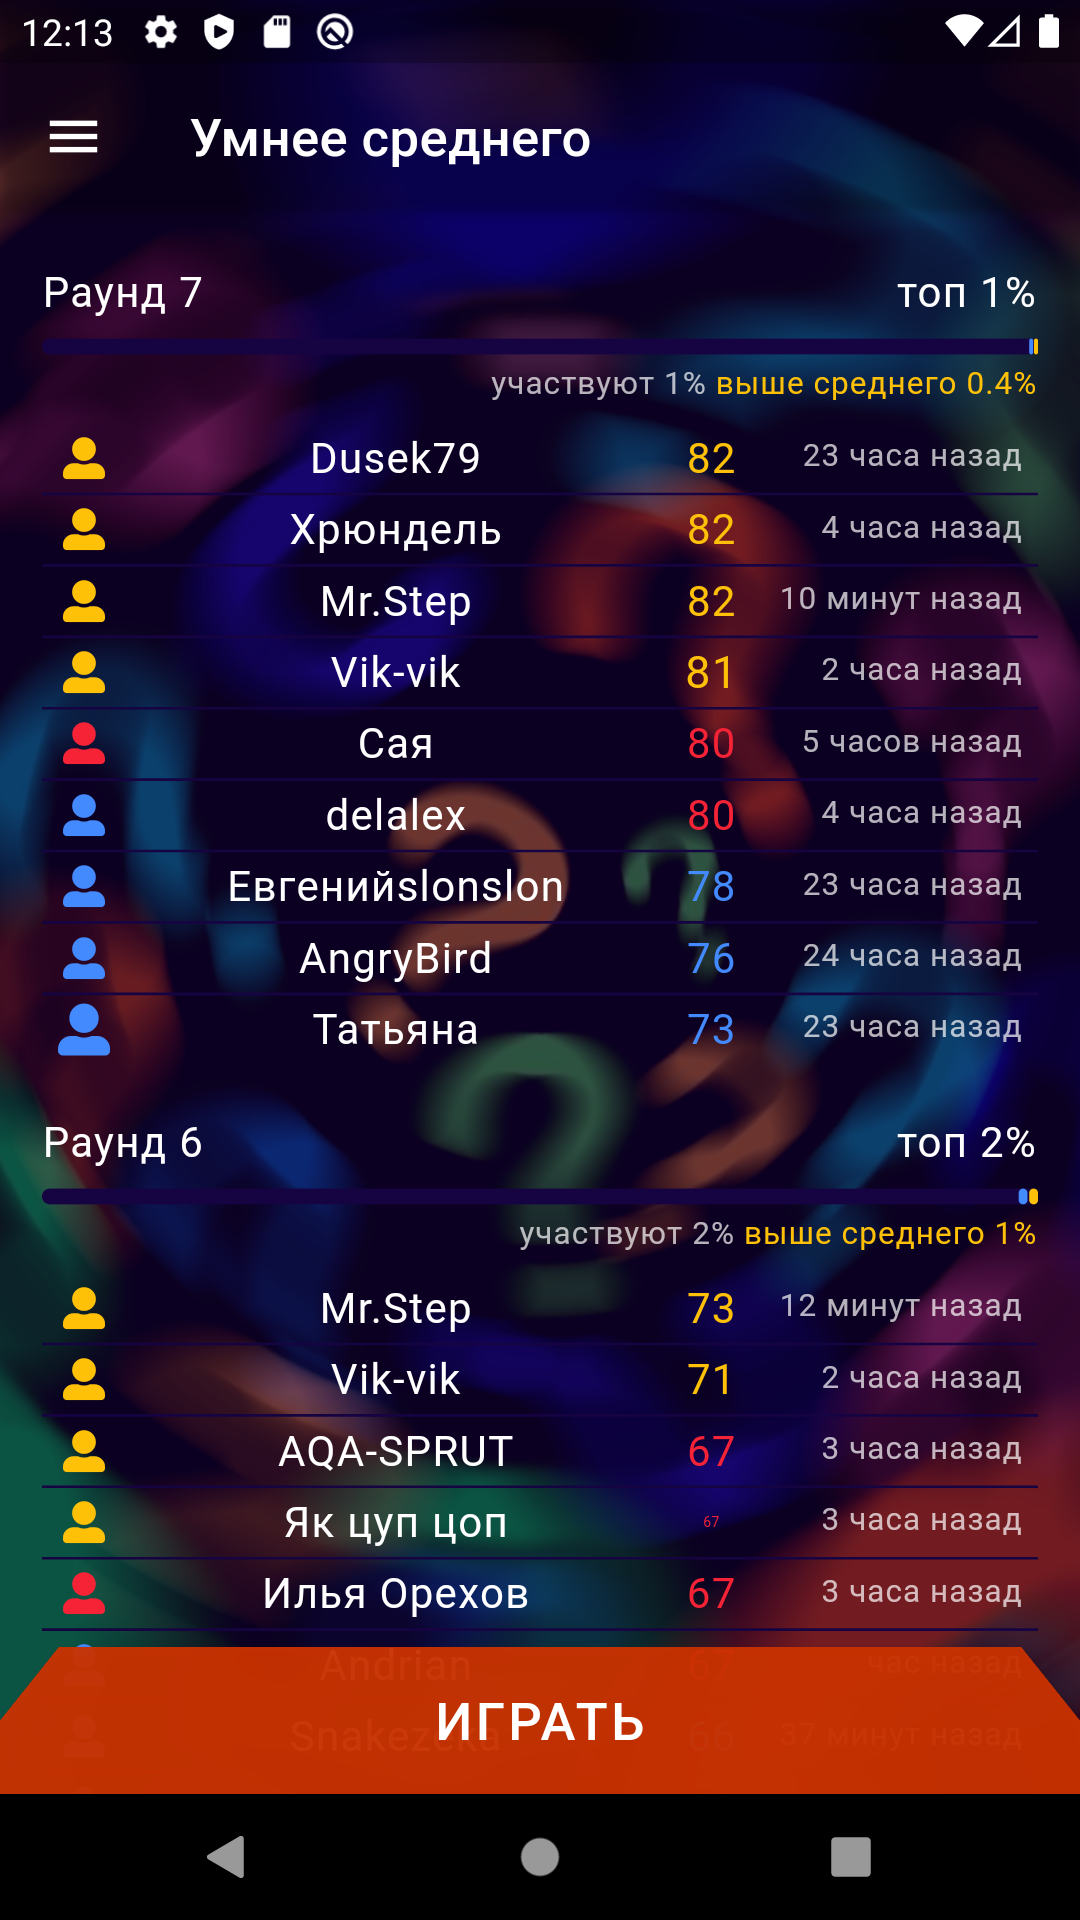 12:13
Умнее среднего
Раунд 7 топ 1%
участвуют 1% выше среднего 0.4%
Dusek79 82 23 часа назад
Хрюндель 82 4 часа назад
Mr.Step 82 10 минут назад
Vik-vik 81 2 часа назад
Сая 80 5 часов назад
delalex 80 4 часа назад
Евгенийslonslon 78 23 часа назад
AngryBird 76 24 часа назад
Татьяна 73 23 часа назад
Раунд 6 топ 2%
участвуют 2% выше среднего 1%
Mr.Step 73 12 минут назад
Vik-vik 71 2 часа назад
AQA-SPRUT 67 3 часа назад
Як цуп цоп 67 3 часа назад
Илья Орехов 67 3 часа назад
Andrian 67 час назад
ИГРАТЬ
66 37 минут назад